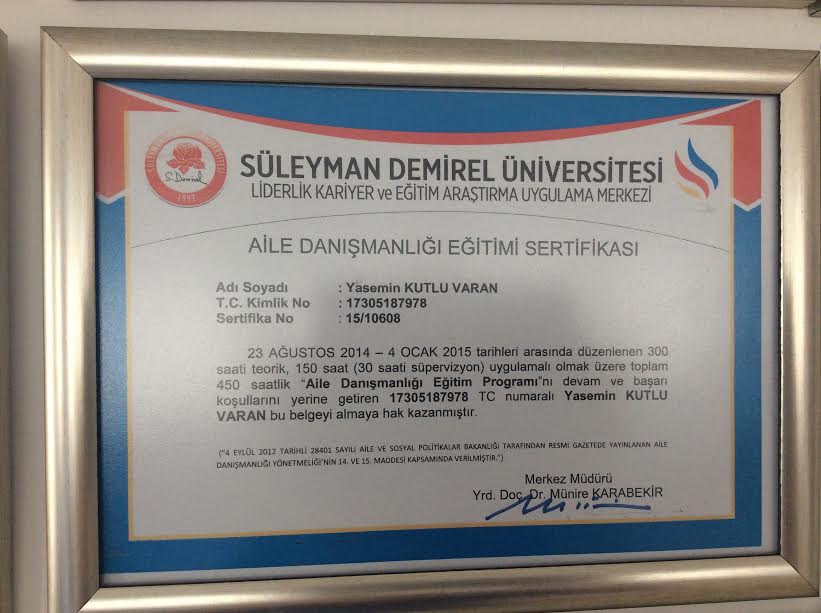 SÜLEYMAN DEMİREL ÜNİVERSİTESİ
LİDERLİK KARİYER ve EĞİTİM ARAŞTIRMA UYGULAMA MERKEZİ
S. Demirel
1992
AİLE DANIŞMANLIĞI EĞİTİMİ SERTİFİKASI
Adı Soyadı : Yasemin KUTLU VARAN
T.C. Kimlik No : 17305187978
Sertifika No : 15/10608
23 AĞUSTOS 2014 – 4 OCAK 2015 tarihleri arasında düzenlenen 300
saati teorik, 150 saat (30 saati süpervizyon) uygulamalı olmak üzere toplam
450 saatlik “Aile Danışmanlığı Eğitim Programı”nı devam ve başarı
koşullarını yerine getiren 17305187978 TC numaralı Yasemin KUTLU
VARAN bu belgeyi almaya hak kazanmıştır.
("4 EYLÜL 2012 TARİHLİ 28401 SAYILI AİLE VE SOSYAL POLİTİKALAR BAKANLIĞI TARAFINDAN RESMİ GAZETEDE YAYINLANAN AİLE
DANIŞMANLIĞI YÖNETMELİĞİ'NİN 14. VE 15. MADDESİ KAPSAMINDA VERİLMİŞTİR.")
Merkez Müdürü
Yrd. Doç. Dr. Münire KARABEKİR